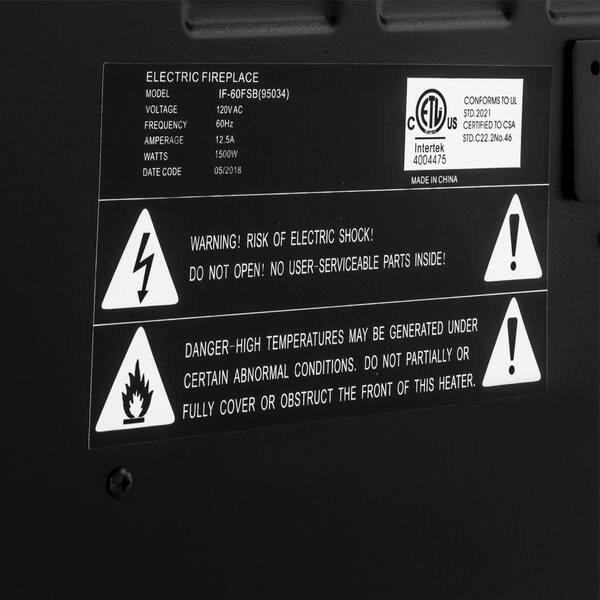 ELECTRIC FIREPLACE
MODEL IF-60FSB(95034)
VOLTAGE 120VAC
FREQUENCY 60Hz
AMPERAGE 12.5A
WATTS 1500W
DATE CODE 05/2018
C ETL US
Intertek
4004475
CONFORMS TO UL
STD.2021
CERTIFIED TO CSA
STD.C22.2No.46
MADE IN CHINA
WARNING! RISK OF ELECTRIC SHOCK!
DO NOT OPEN! NO USER-SERVICEABLE PARTS INSIDE!
DANGER-HIGH TEMPERATURES MAY BE GENERATED UNDER
CERTAIN ABNORMAL CONDITIONS. DO NOT PARTIALLY OR
FULLY COVER OR OBSTRUCT THE FRONT OF THIS HEATER.